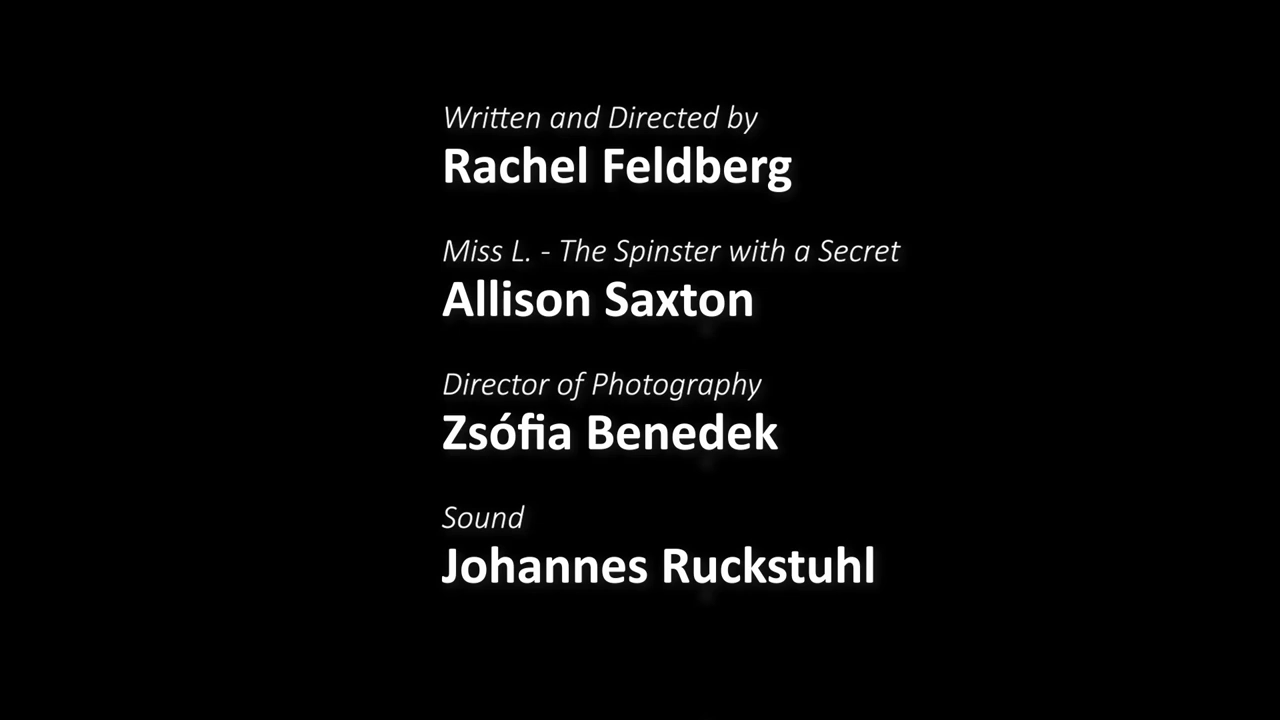 Written and Directed by
Rachel Feldberg
Miss L. - The Spinster with a Secret
Allison Saxton
Director of Photography
Zsófia Benedek
Sound
Johannes Ruckstuhl